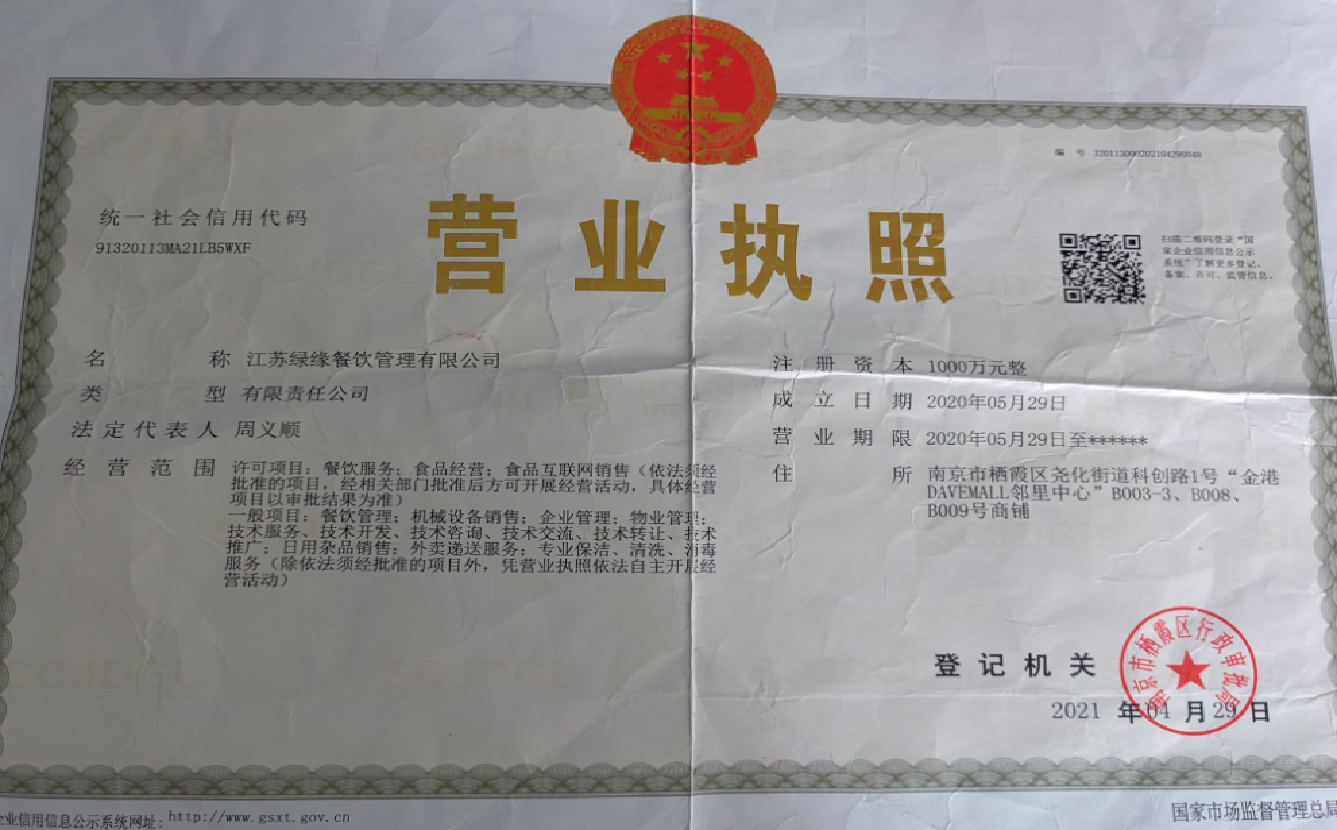 编 号 320113000202104290048
营业执照
统一社会信用代码
91320113MA21LB5WXF
扫描二维码登录“国
家企业信用信息公示
系统”了解更多登记、
备案、许可、监管信息。
名 称 江苏绿缘餐饮管理有限公司
类 型 有限责任公司
法定代表人 周义顺
经营范围 许可项目：餐饮服务；食品经营；食品互联网销售（依法须经
批准的项目，经相关部门批准后方可开展经营活动，具体经营
项目以审批结果为准）
一般项目：餐饮管理；机械设备销售；企业管理；物业管理；
技术服务、技术开发、技术咨询、技术交流、技术转让、技术
推广；日用杂品销售；外卖递送服务；专业保洁、清洗、消毒
服务（除依法须经批准的项目外，凭营业执照依法自主开展经
营活动）
注册资本 1000万元整
成立日期 2020年05月29日
营业期限 2020年05月29日至******
住 所 南京市栖霞区尧化街道科创路1号“金港
DAVEMALL邻里中心”B003-3、B008、
B009号商铺
登记机关
南京市栖霞区行政审批局
2021 年04 月29日
企业信用信息公示系统网址：http://www.gsxt.gov.cn
国家市场监督管理总局